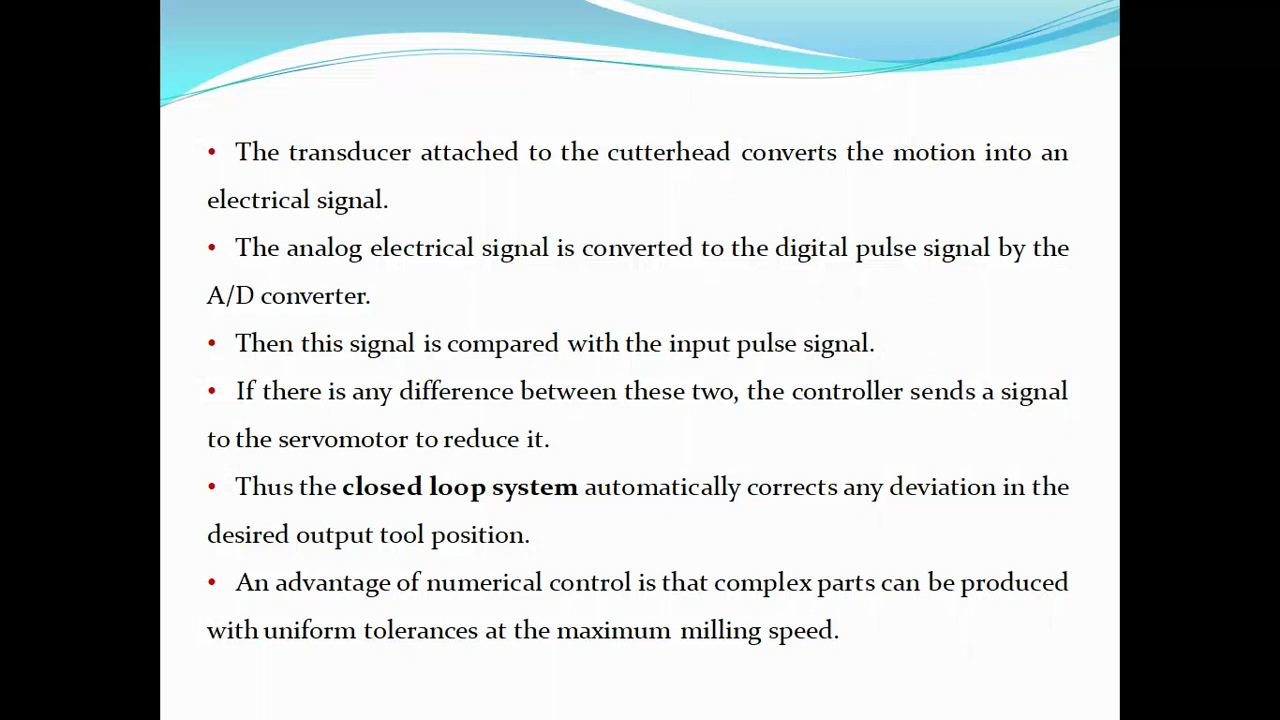 • The transducer attached to the cutterhead converts the motion into an
electrical signal.
• The analog electrical signal is converted to the digital pulse signal by the
A/D converter.
• Then this signal is compared with the input pulse signal.
• If there is any difference between these two, the controller sends a signal
to the servomotor to reduce it.
• Thus the closed loop system automatically corrects any deviation in the
desired output tool position.
• An advantage of numerical control is that complex parts can be produced
with uniform tolerances at the maximum milling speed.